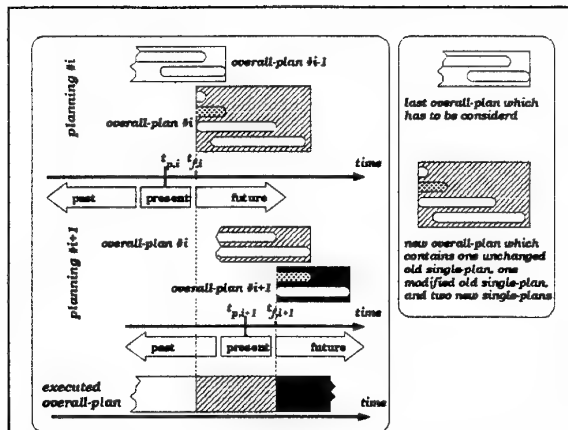 planning #i
overall-plan #i-1
overall-plan #i
t_p,i t_f,i
time
past present future
planning #i+1
overall-plan #i
overall-plan #i+1
t_p,i+1 t_f,i+1
time
past present future
executed
overall-plan
time
last overall-plan which
has to be considerd
new overall-plan which
contains one unchanged
old single-plan, one
modified old single-plan,
and two new single-plans